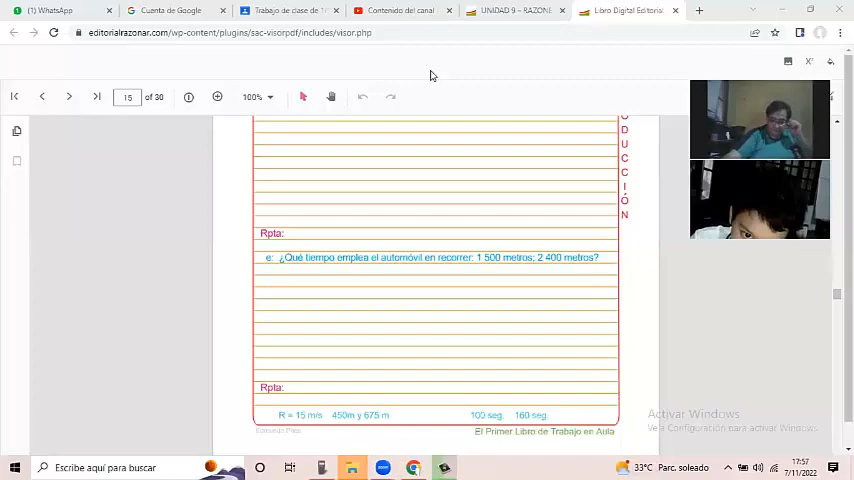 (1) WhatsApp
Cuenta de Google
Trabajo de clase de 1°
Contenido del canal
UNIDAD 9 – RAZONE
Libro Digital Editorial
editorialrazonar.com/wp-content/plugins/sac-visorpdf/includes/visor.php
15 of 30
100%
O
D
U
C
C
I
Ó
N
Rpta:
e: ¿Qué tiempo emplea el automóvil en recorrer: 1 500 metros; 2 400 metros?
Rpta:
R = 15 m/s 450m y 675 m 100 seg. 160 seg.
Edmundo Press
El Primer Libro de Trabajo en Aula
Activar Windows
Ve a Configuración para activar Windows.
Escribe aquí para buscar
33°C Parc. soleado
17:57
7/11/2022